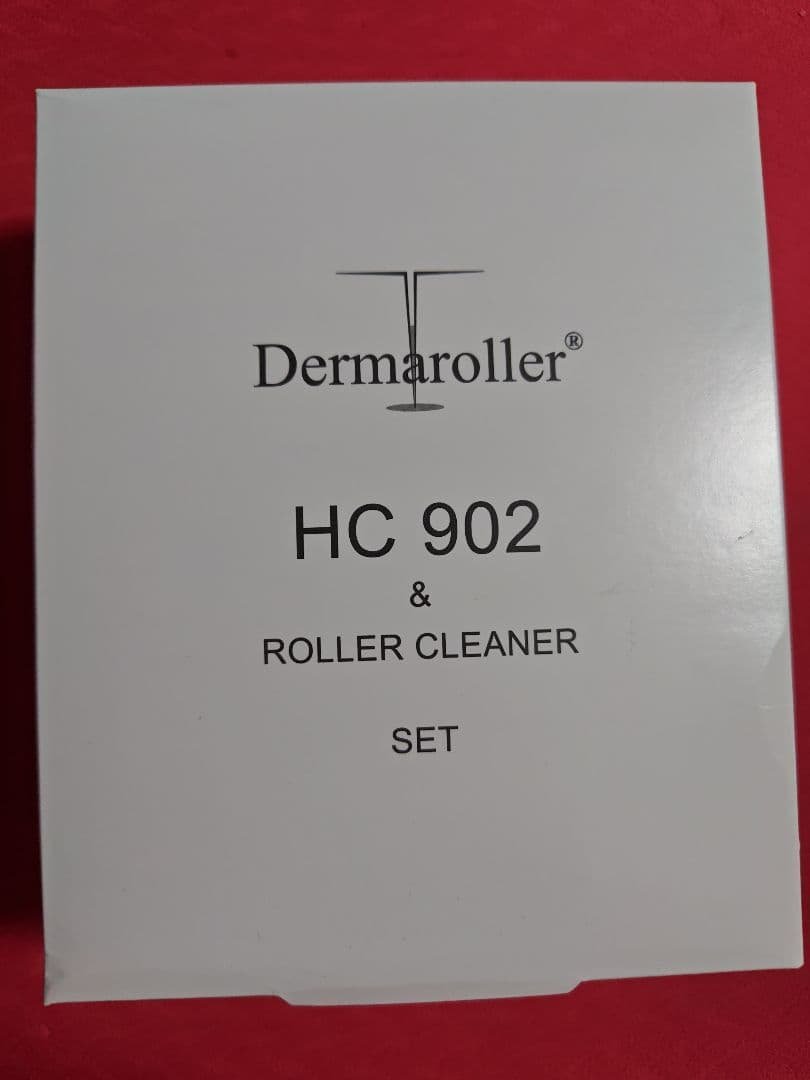 Dermaroller®
HC 902
&
ROLLER CLEANER
SET